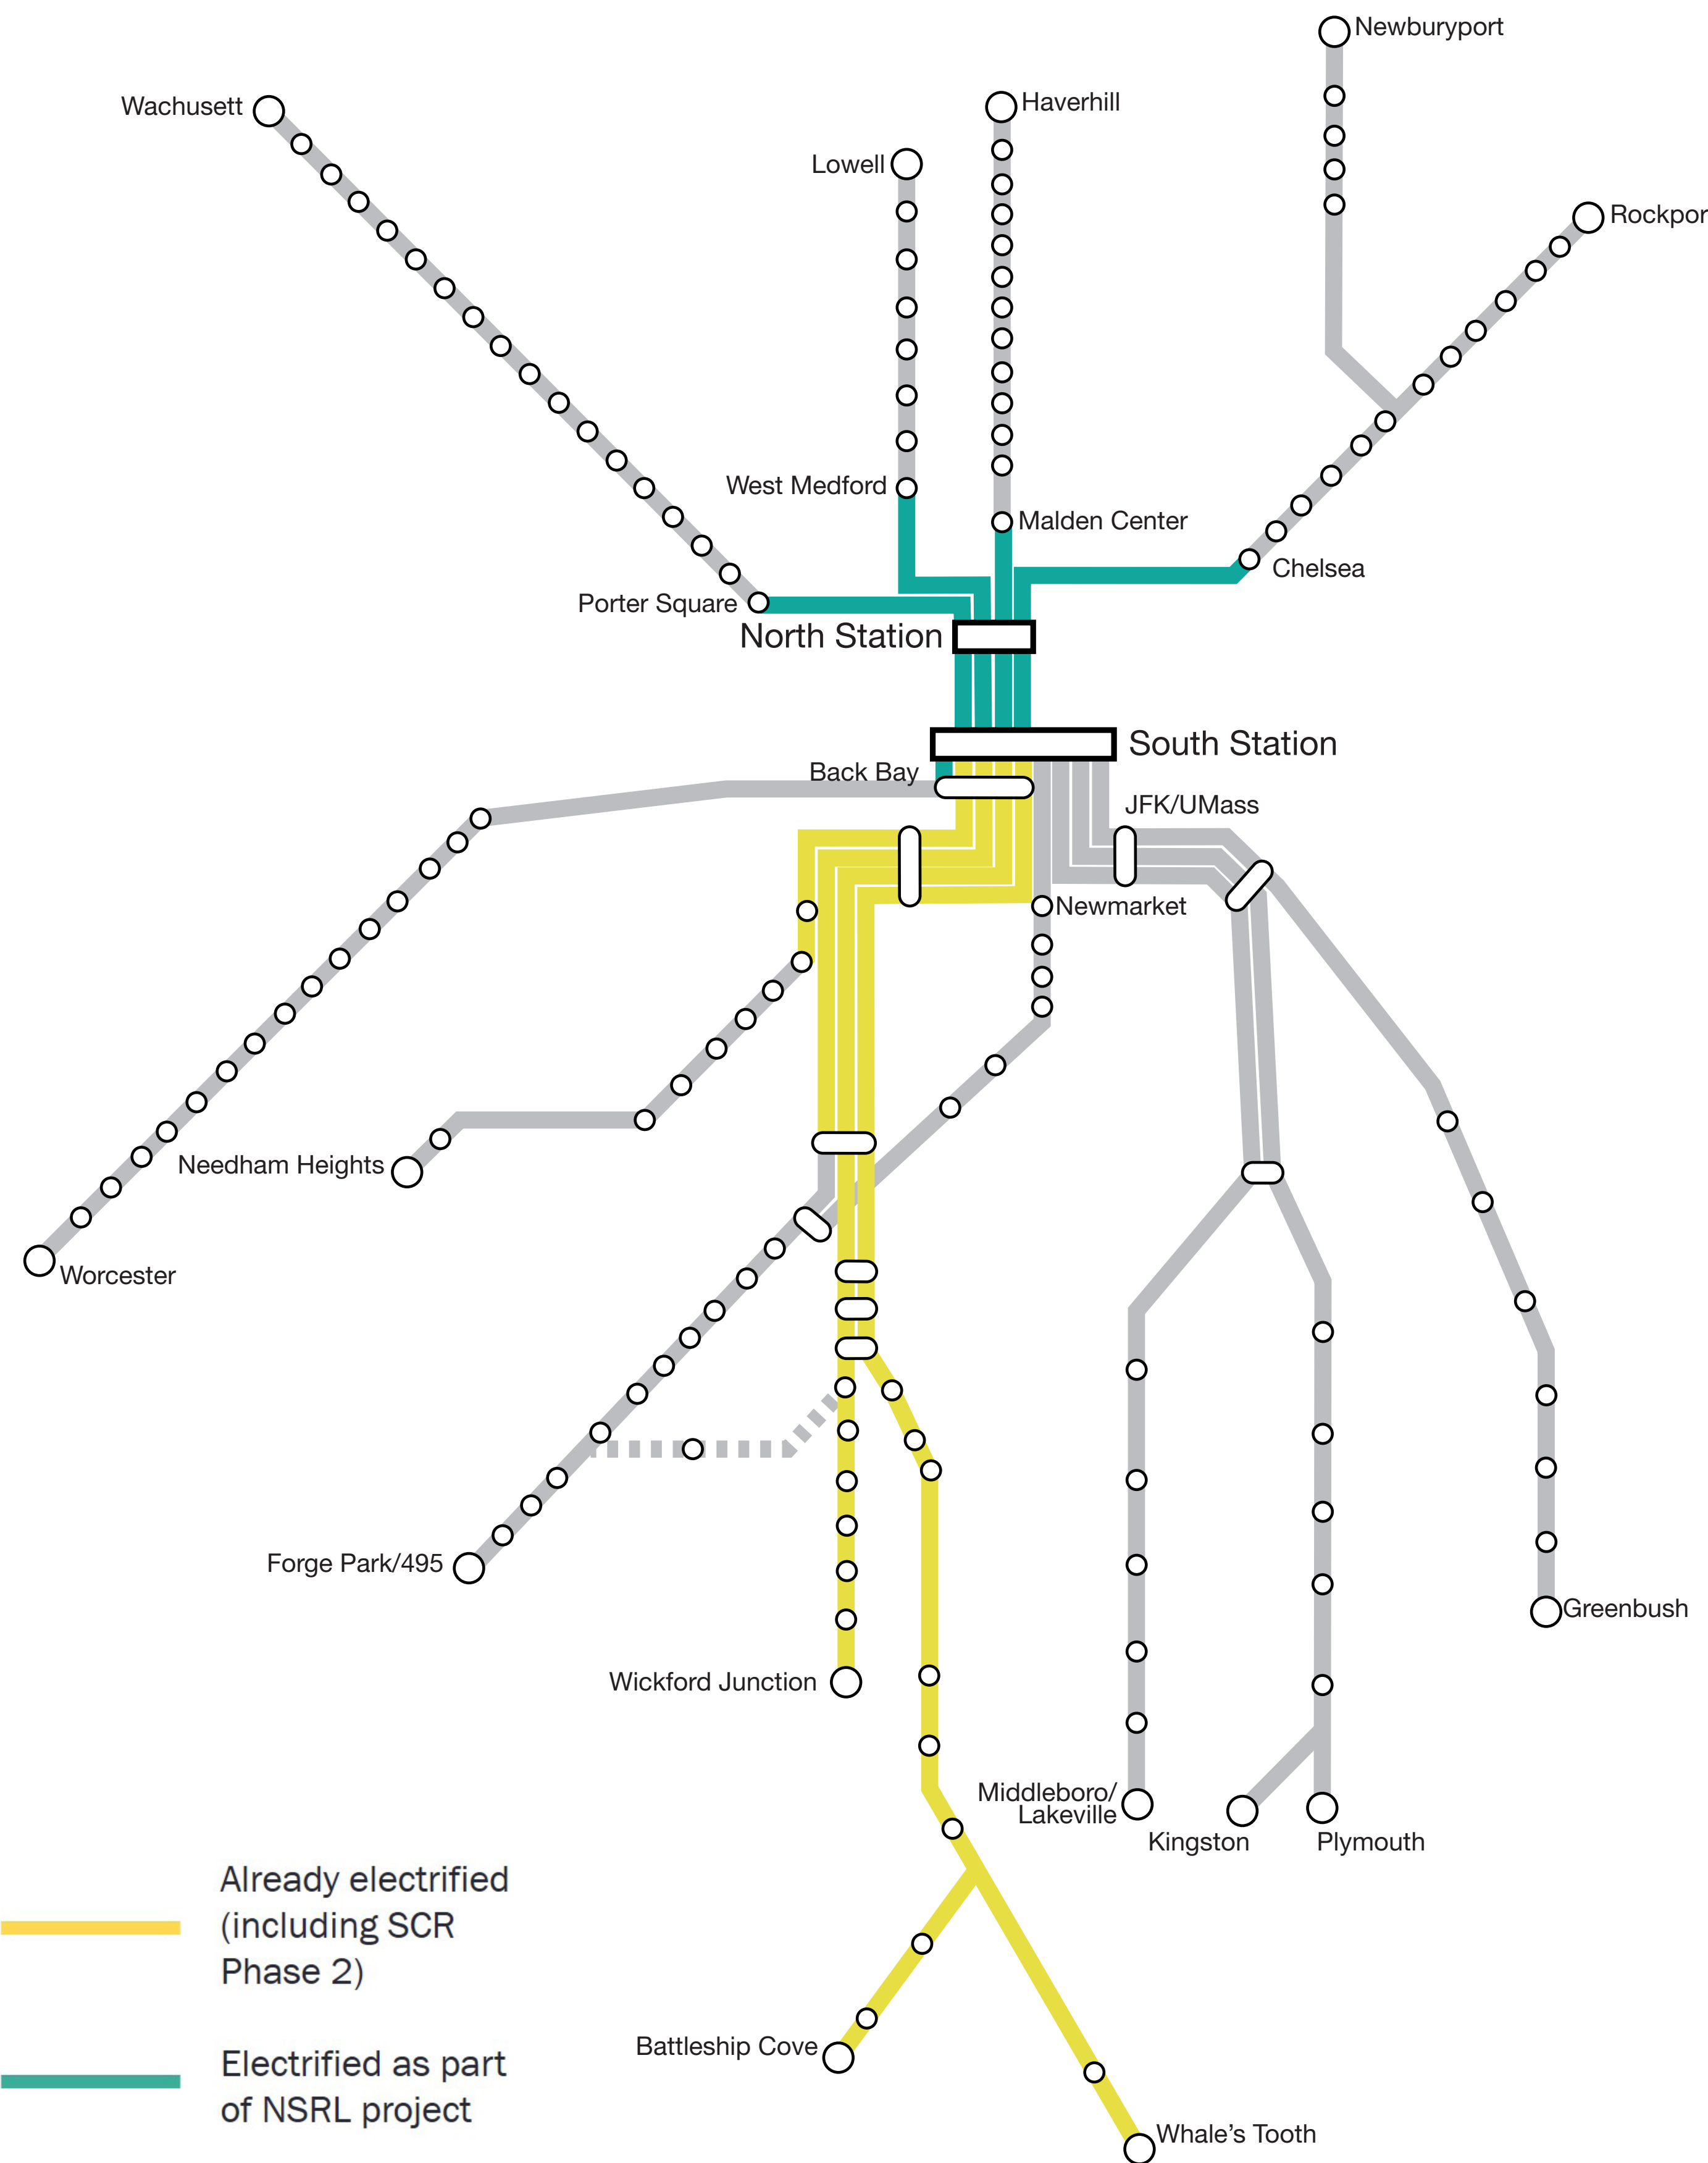 Newburyport
Wachusett
Haverhill
Lowell
Rockpor
West Medford
Malden Center
Chelsea
Porter Square
North Station
South Station
Back Bay
JFK/UMass
Newmarket
Needham Heights
Worcester
Forge Park/495
Greenbush
Wickford Junction
Middleboro/
Lakeville
Kingston
Plymouth
Already electrified
(including SCR
Phase 2)
Battleship Cove
Electrified as part
of NSRL project
Whale's Tooth